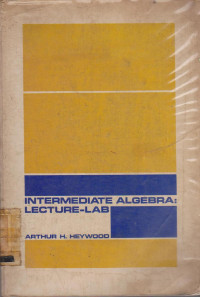 INTERMEDIATE ALGEBRA:
LECTURE-LAB
ARTHUR H. HEYWOOD